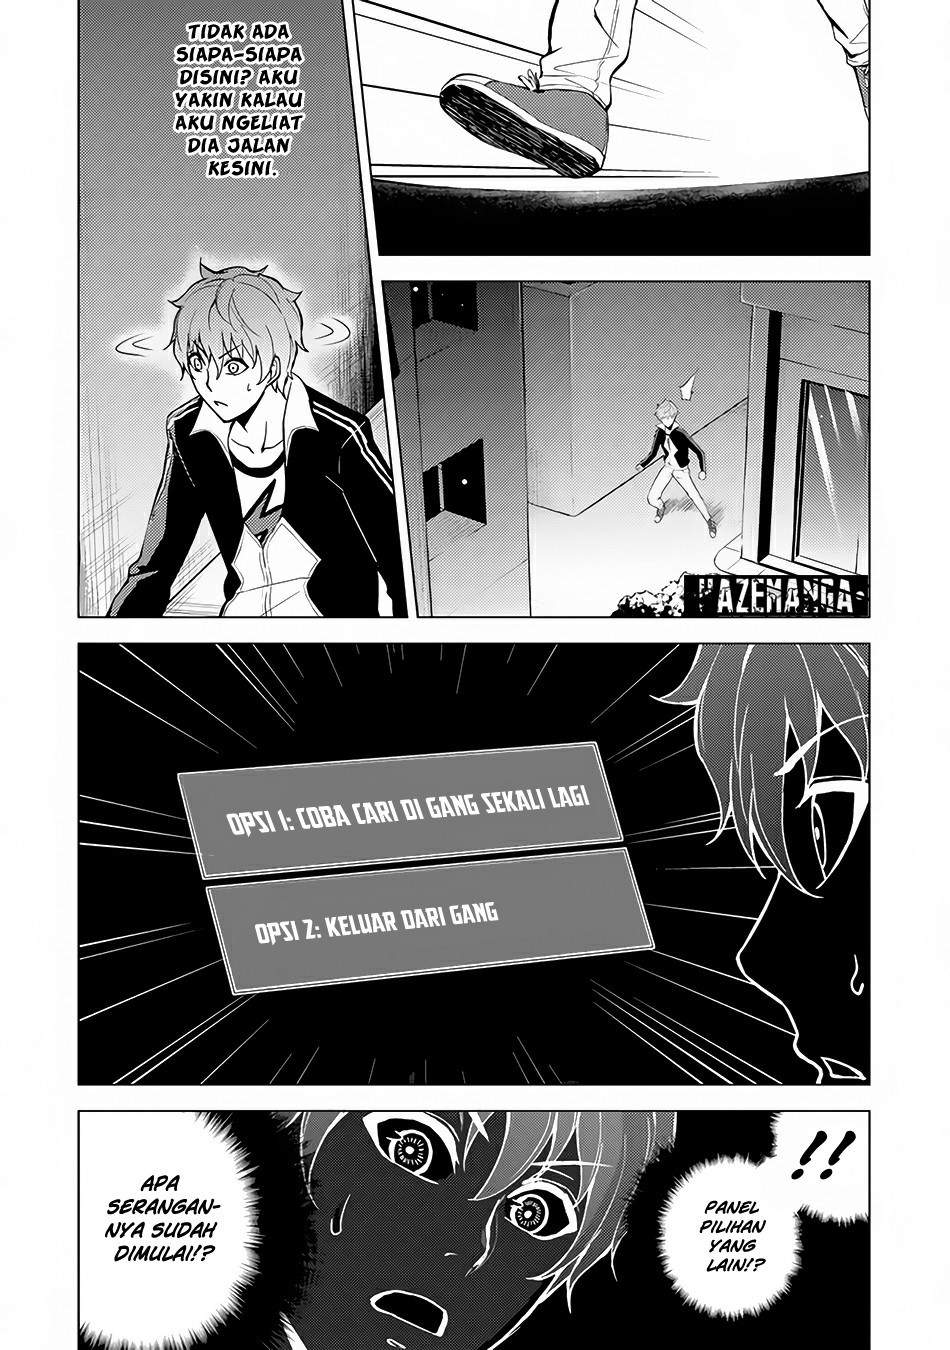 TIDAK ADA
SIAPA-SIAPA
DISINI? AKU
YAKIN KALAU
AKU NGELIAT
DIA JALAN
KESINI.
HAZEMANGA
OPSI 1: COBA CARI DI GANG SEKALI LAGI
OPSI 2: KELUAR DARI GANG
!!
PANEL
PILIHAN
YANG
LAIN!?
APA
SERANGAN-
NYA SUDAH
DIMULAI!?